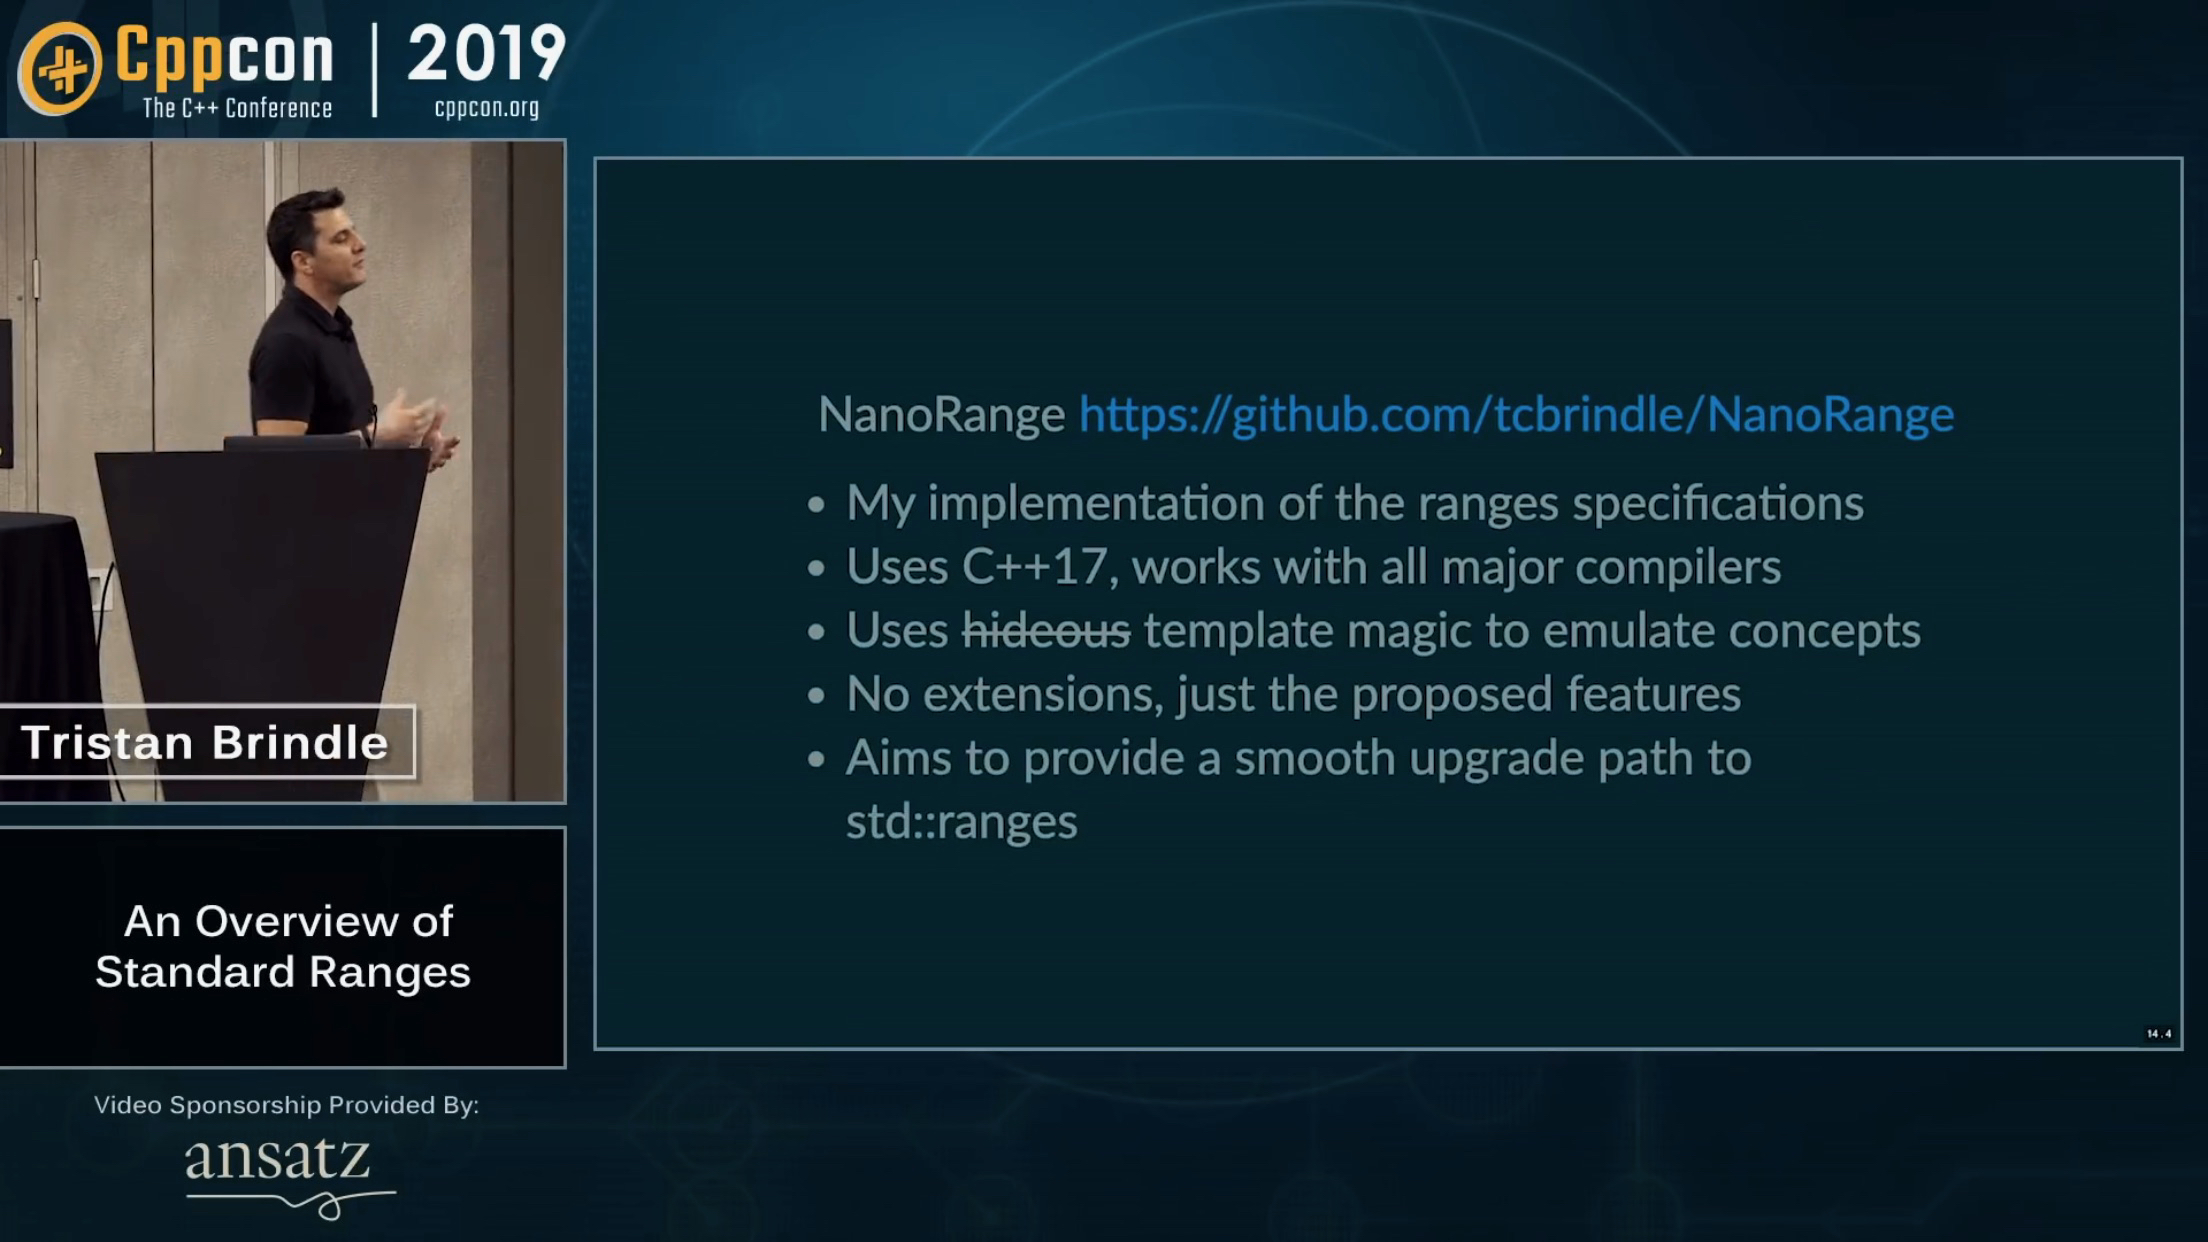 Cppcon
The C++ Conference
2019
cppcon.org
Tristan Brindle
An Overview of
Standard Ranges
Video Sponsorship Provided By:
ansatz
NanoRange https://github.com/tcbrindle/NanoRange
• My implementation of the ranges specifications
• Uses C++17, works with all major compilers
• Uses hideous template magic to emulate concepts
• No extensions, just the proposed features
• Aims to provide a smooth upgrade path to
std::ranges
14.4